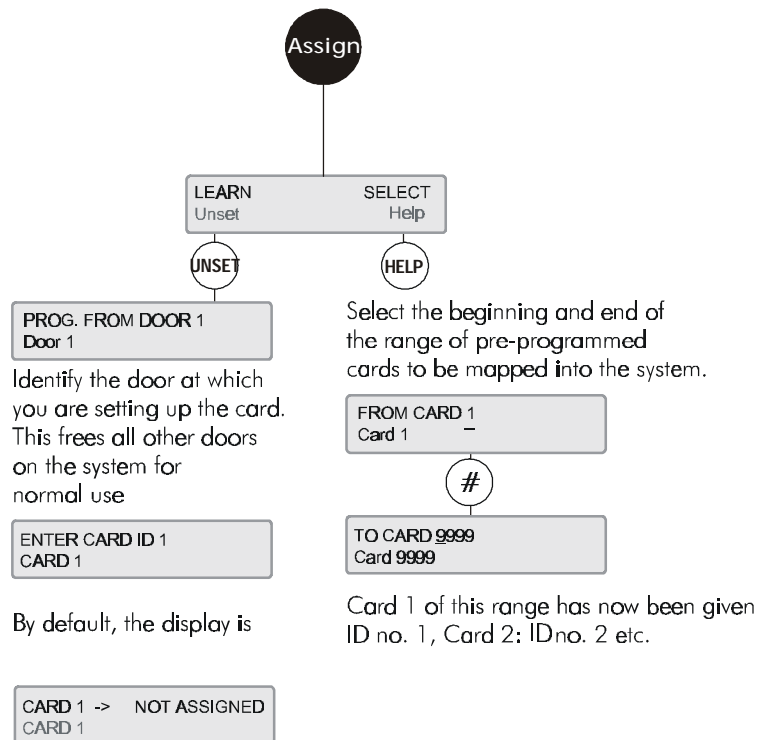 Assign
LEARN SELECT
Unset Help
UNSET
HELP
PROG. FROM DOOR 1
Door 1
Identify the door at which
you are setting up the card.
This frees all other doors
on the system for
normal use
ENTER CARD ID 1
CARD 1
By default, the display is
CARD 1 -> NOT ASSIGNED
CARD 1
Select the beginning and end of
the range of pre-programmed
cards to be mapped into the system.
FROM CARD 1
Card 1
#
TO CARD 9999
Card 9999
Card 1 of this range has now been given
ID no. 1, Card 2: ID no. 2 etc.